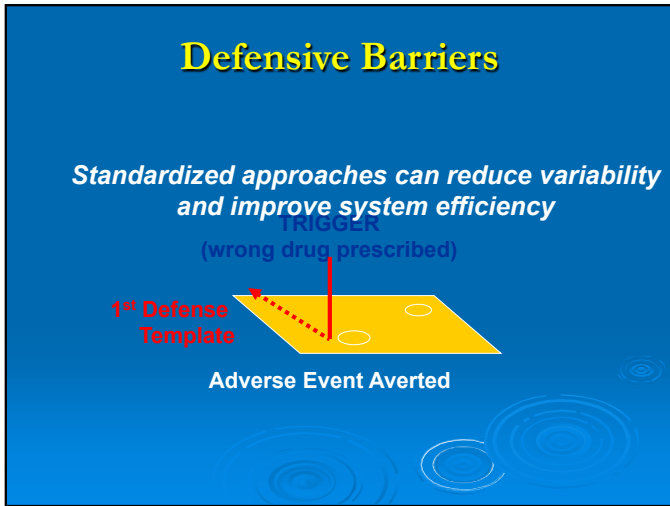 Defensive Barriers
Standardized approaches can reduce variability
and improve system efficiency
TRIGGER
(wrong drug prescribed)
1st Defense
Template
Adverse Event Averted